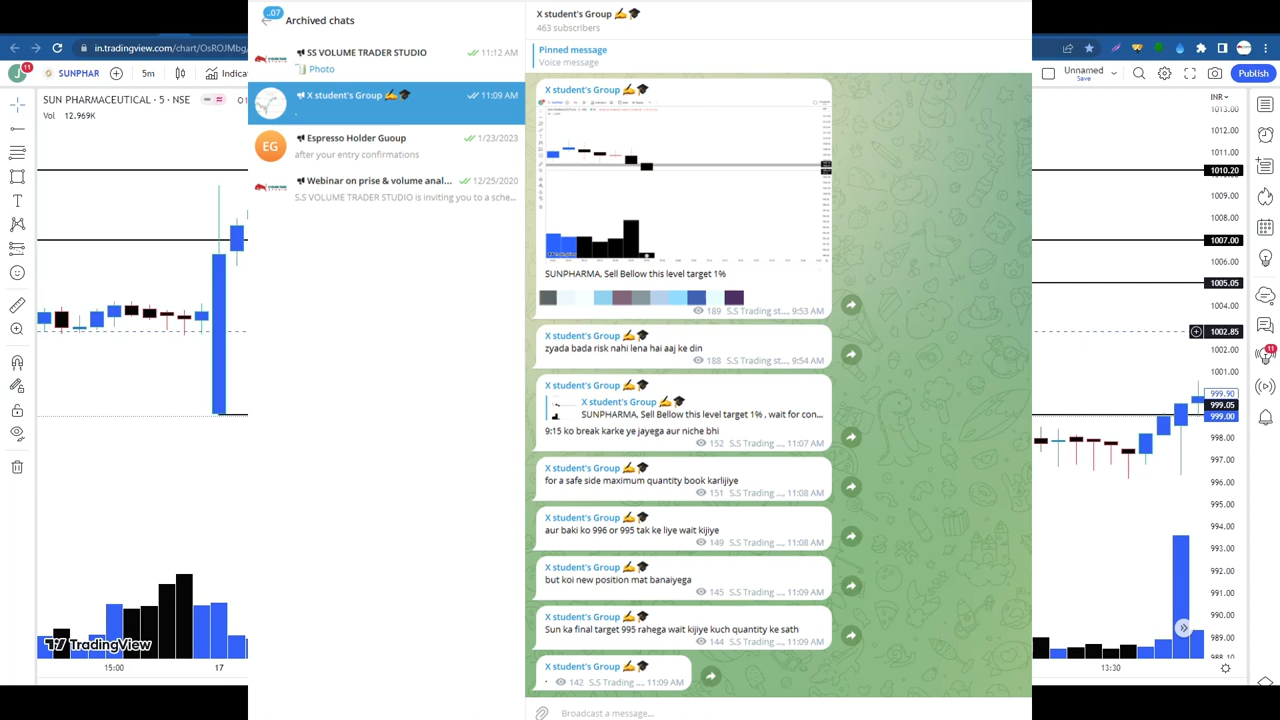 ..07
Archived chats
SS VOLUME TRADER STUDIO
11:12 AM
Photo
X student's Group ✍️🎓
11:09 AM
.
EG
Espresso Holder Guoup
1/23/2023
after your entry confirmations
Webinar on prise & volume anal...
12/25/2020
S.S VOLUME TRADER STUDIO is inviting you to a sche...
in.tradingview.com/chart/OsROJMbg
J
11
SUNPHAR
5m
Indicat
SUN PHARMACEUTICAL · 5 · NSE
Vol 12.969K
TradingView
15:00
17
X student's Group ✍️🎓
463 subscribers
Pinned message
Voice message
X student's Group ✍️🎓
SUNPHARMA, Sell Bellow this level target 1%
189 S.S Trading st..., 9:53 AM
X student's Group ✍️🎓
zyada bada risk nahi lena hai aaj ke din
188 S.S Trading st..., 9:54 AM
X student's Group ✍️🎓
X student's Group ✍️🎓
SUNPHARMA, Sell Bellow this level target 1% , wait for con...
9:15 ko break karke ye jayega aur niche bhi
152 S.S Trading ..., 11:07 AM
X student's Group ✍️🎓
for a safe side maximum quantity book karlijiye
151 S.S Trading ..., 11:08 AM
X student's Group ✍️🎓
aur baki ko 996 or 995 tak ke liye wait kijiye
149 S.S Trading ..., 11:08 AM
X student's Group ✍️🎓
but koi new position mat banaiyega
145 S.S Trading ..., 11:09 AM
X student's Group ✍️🎓
Sun ka final target 995 rahega wait kijiye kuch quantity ke sath
144 S.S Trading ..., 11:09 AM
X student's Group ✍️🎓
. 142 S.S Trading ..., 11:09 AM
Broadcast a message...
Unnamed
Save
Publish
INR
1013.00
1012.00
1011.00
1010.20
1009.00
1008.00
1007.00
1006.00
1005.05
1004.00
1002.85
1002.00
1001.00
999.90
999.05
999.00
998.00
997.00
996.00
995.00
994.00
993.00
992.00
991.00
990.00
989.00
988.10
13:30
11